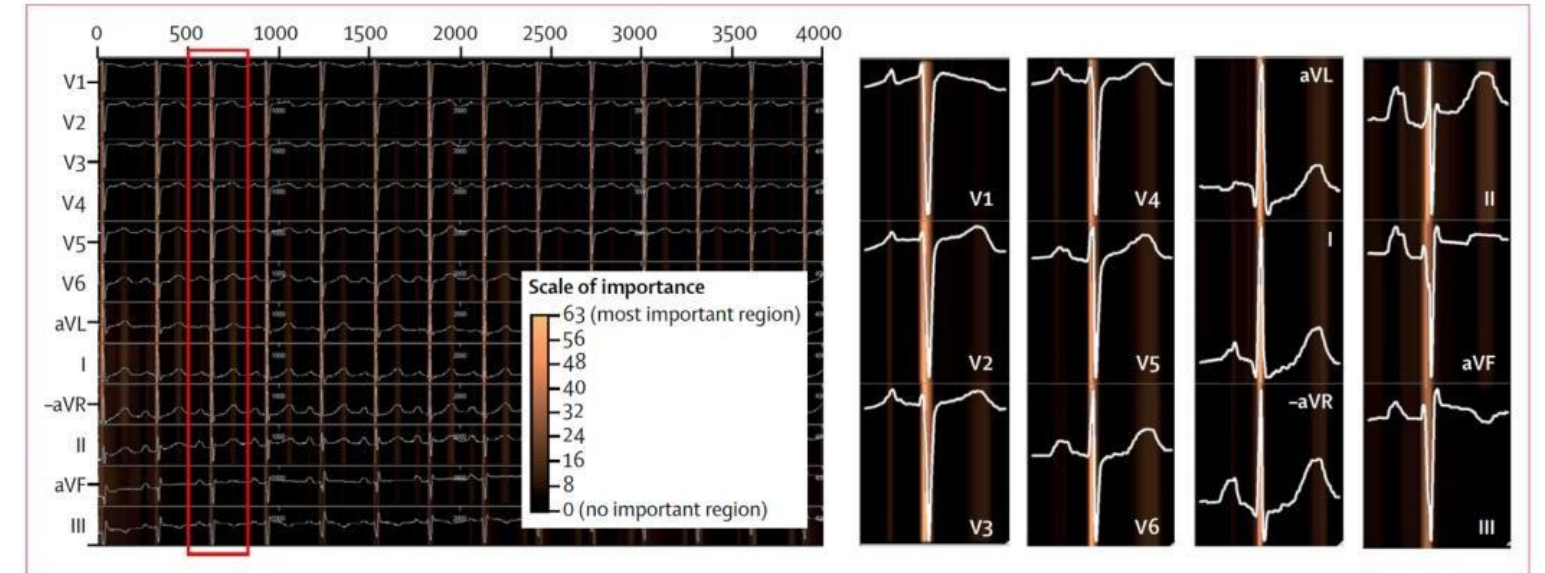 0 500 1000 1500 2000 2500 3000 3500 4000
V1
V2
V3
V4
V5
V6
aVL
I
–aVR
II
aVF
III
Scale of importance
63 (most important region)
56
48
40
32
24
16
8
0 (no important region)
V1
V2
V3
V4
V5
V6
aVL
I
–aVR
II
aVF
III